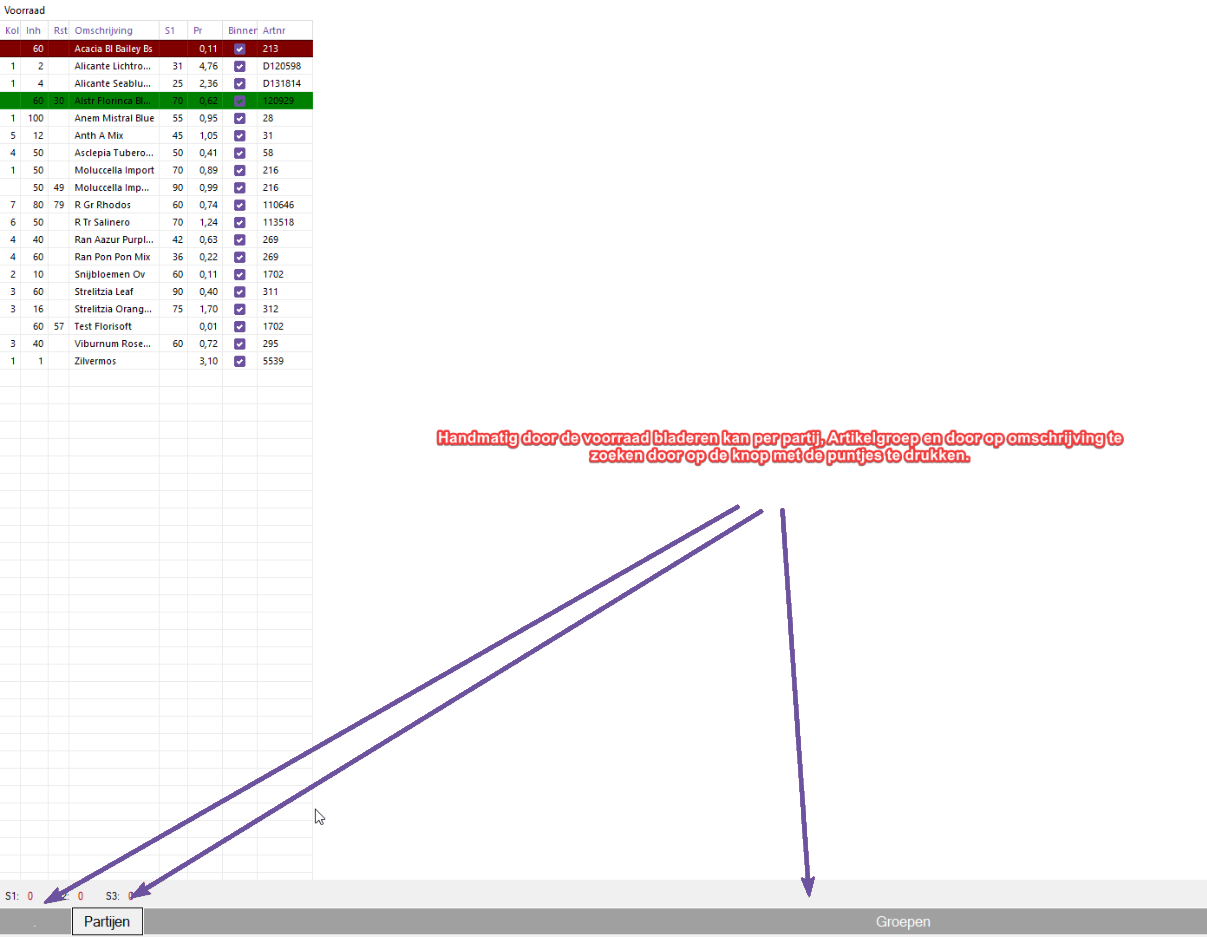 Voorraad
Kol Inh Rst Omschrijving S1 Pr Binnen Artnr
60 Acacia Bl Bailey Bs 0,11 213
1 2 Alicante Lichtro... 31 4,76 D120598
1 4 Alicante Seablu... 25 2,36 D131814
60 30 Alstr Florinca Bl... 70 0,62 120929
1 100 Anem Mistral Blue 55 0,95 28
5 12 Anth A Mix 45 1,05 31
4 50 Asclepia Tubero... 50 0,41 58
1 50 Moluccella Import 70 0,89 216
50 49 Moluccella Imp... 90 0,99 216
7 80 79 R Gr Rhodos 60 0,74 110646
6 50 R Tr Salinero 70 1,24 113518
4 40 Ran Aazur Purpl... 42 0,63 269
4 60 Ran Pon Pon Mix 36 0,22 269
2 10 Snijbloemen Ov 60 0,11 1702
3 60 Strelitzia Leaf 90 0,40 311
3 16 Strelitzia Orang... 75 1,70 312
60 57 Test Florisoft 0,01 1702
3 40 Viburnum Rose... 60 0,72 295
1 1 Zilvermos 3,10 5539
Handmatig door de voorraad bladeren kan per partij, Artikelgroep en door op omschrijving te
zoeken door op de knop met de puntjes te drukken.
S1: 0 2: 0 S3: 0
. Partijen Groepen